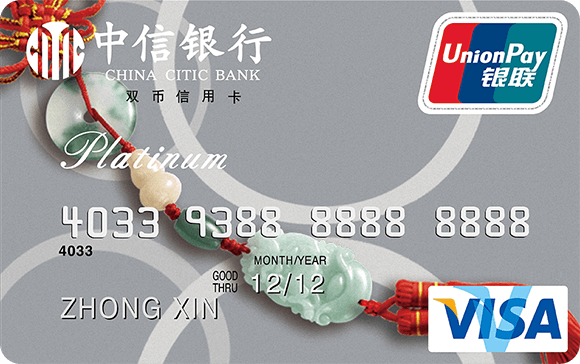 CITIC
中信银行
CHINA CITIC BANK
双币信用卡
UnionPay
银联
Platinum
4033 9388 8888 8888
4033
MONTH/YEAR
GOOD THRU
12/12
ZHONG XIN
VISA